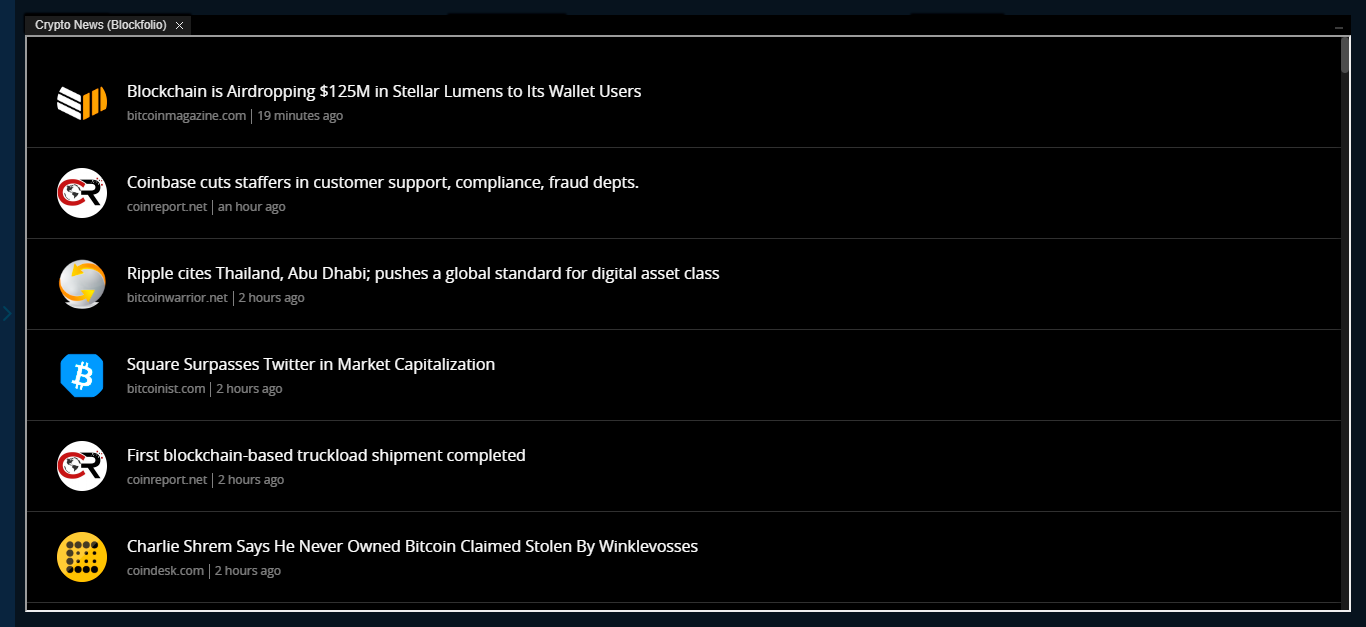 Crypto News (Blockfolio)
Blockchain is Airdropping $125M in Stellar Lumens to Its Wallet Users
bitcoinmagazine.com | 19 minutes ago
CR
Coinbase cuts staffers in customer support, compliance, fraud depts.
coinreport.net | an hour ago
Ripple cites Thailand, Abu Dhabi; pushes a global standard for digital asset class
bitcoinwarrior.net | 2 hours ago
Square Surpasses Twitter in Market Capitalization
bitcoinist.com | 2 hours ago
CR
First blockchain-based truckload shipment completed
coinreport.net | 2 hours ago
Charlie Shrem Says He Never Owned Bitcoin Claimed Stolen By Winklevosses
coindesk.com | 2 hours ago